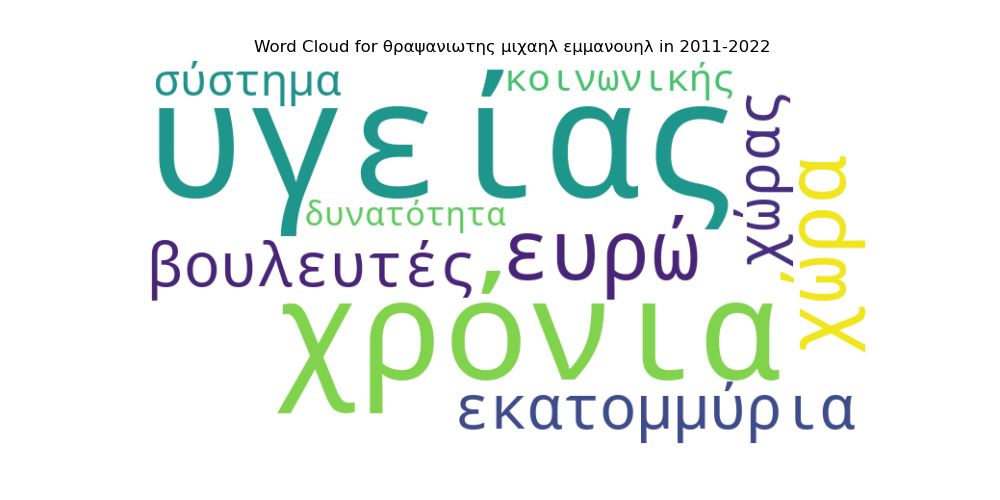 Word Cloud for θραψανιωτης μιχαηλ εμμανουηλ in 2011-2022
σύστημα
κοινωνικής
υγείας
χώρας
χώρα
δυνατότητα
βουλευτές
ευρώ
χρόνια
εκατομμύρια